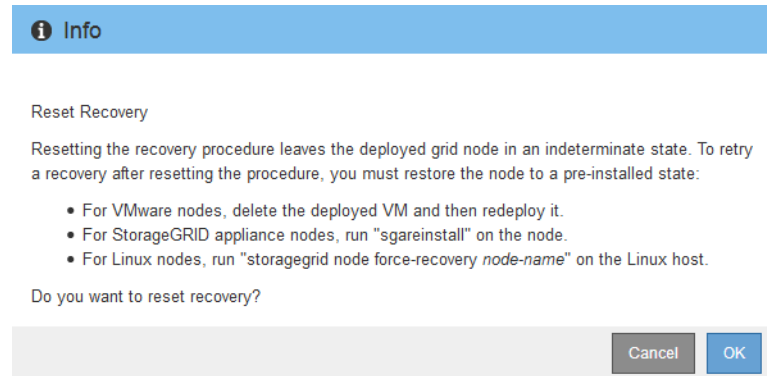 Info
Reset Recovery
Resetting the recovery procedure leaves the deployed grid node in an indeterminate state. To retry
a recovery after resetting the procedure, you must restore the node to a pre-installed state:
• For VMware nodes, delete the deployed VM and then redeploy it.
• For StorageGRID appliance nodes, run "sgareinstall" on the node.
• For Linux nodes, run "storagegrid node force-recovery node-name" on the Linux host.
Do you want to reset recovery?
Cancel OK